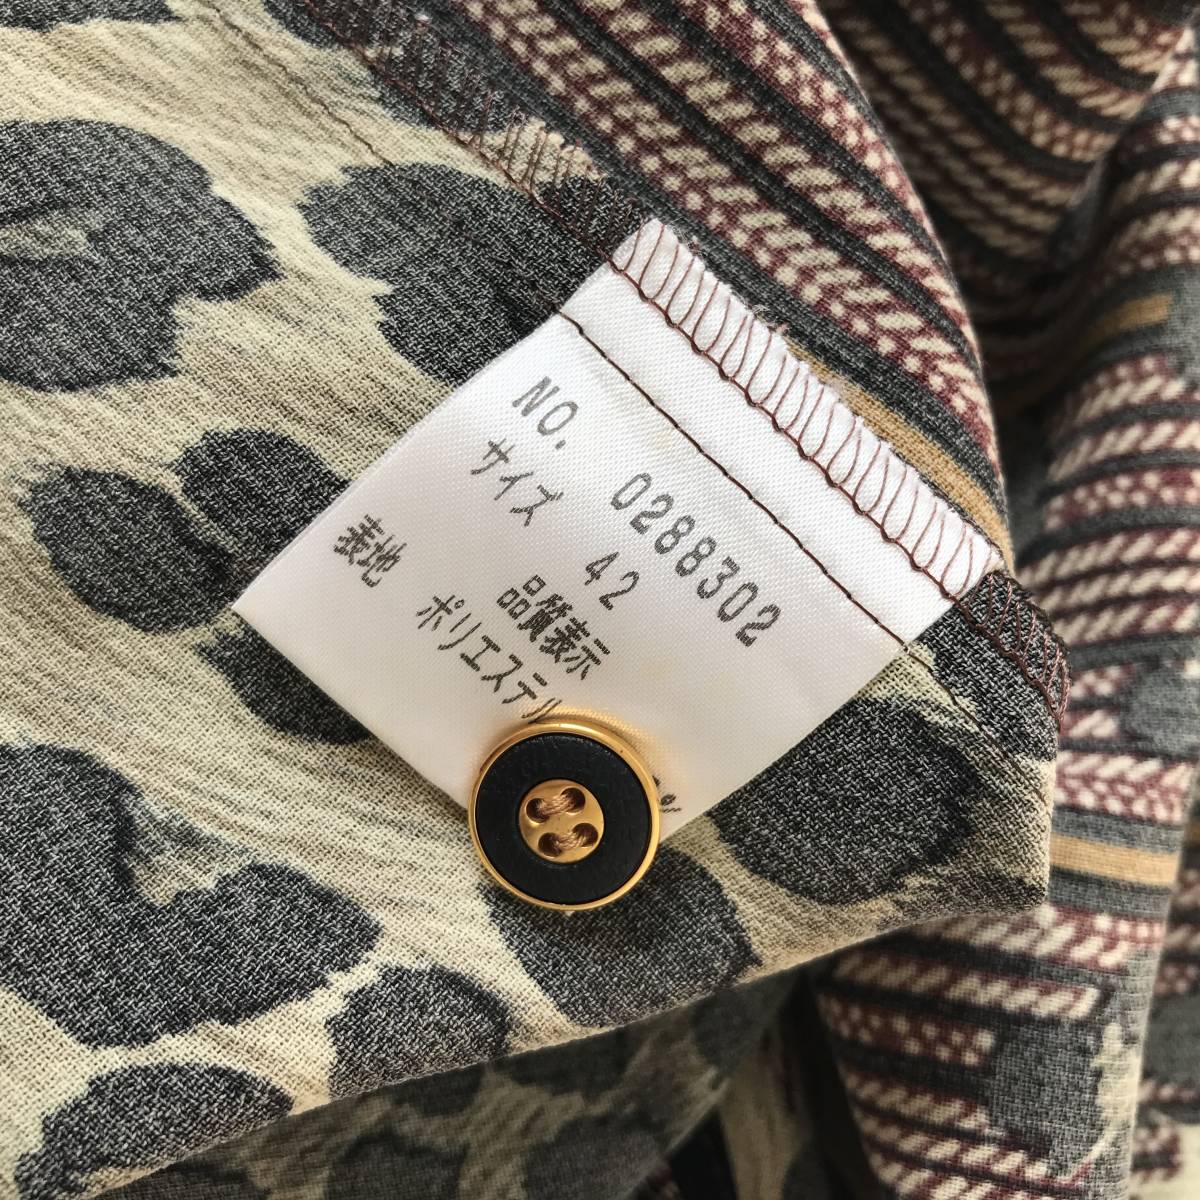 NO. 0288302
サイズ 42
品質表示
表地 ポリエステル
%